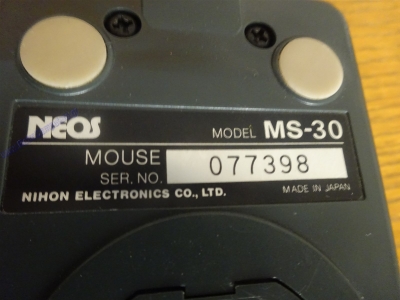 NEOS MODEL MS-30
MOUSE
SER. NO. 077398
NIHON ELECTRONICS CO., LTD. MADE IN JAPAN